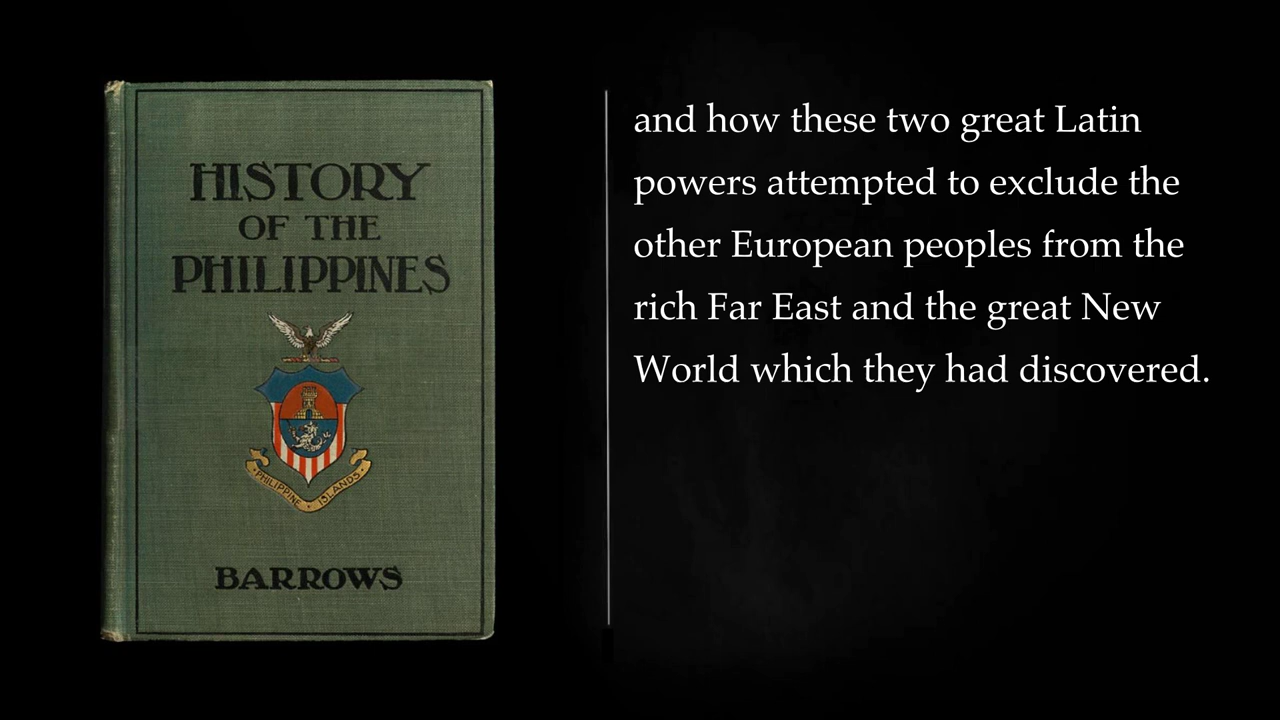 HISTORY
OF THE
PHILIPPINES
PHILIPPINE ISLANDS
BARROWS
and how these two great Latin
powers attempted to exclude the
other European peoples from the
rich Far East and the great New
World which they had discovered.